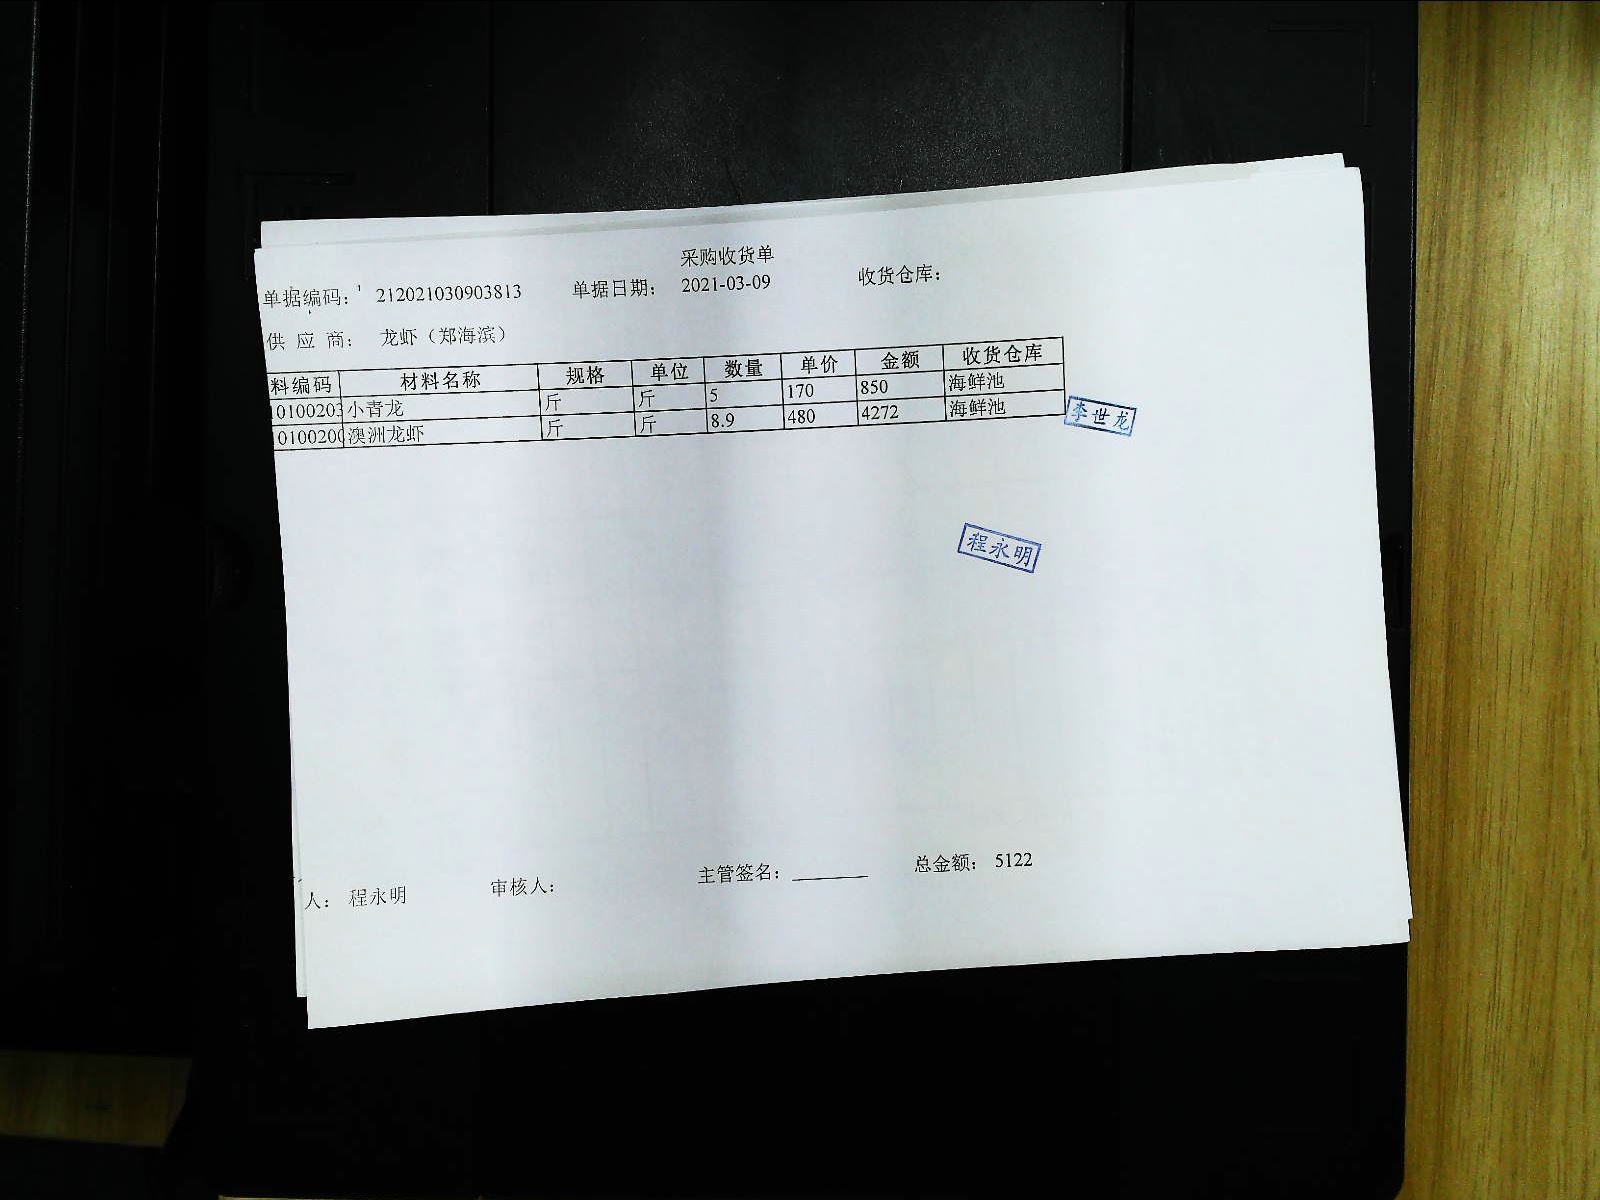 采购收货单
单据编码： 212021030903813 单据日期： 2021-03-09 收货仓库：
供 应 商： 龙虾（郑海滨）
料编码 材料名称 规格 单位 数量 单价 金额 收货仓库
0100203 小青龙 斤 斤 5 170 850 海鲜池
0100200 澳洲龙虾 斤 斤 8.9 480 4272 海鲜池
李世龙
程永明
人： 程永明 审核人： 主管签名： ________ 总金额： 5122